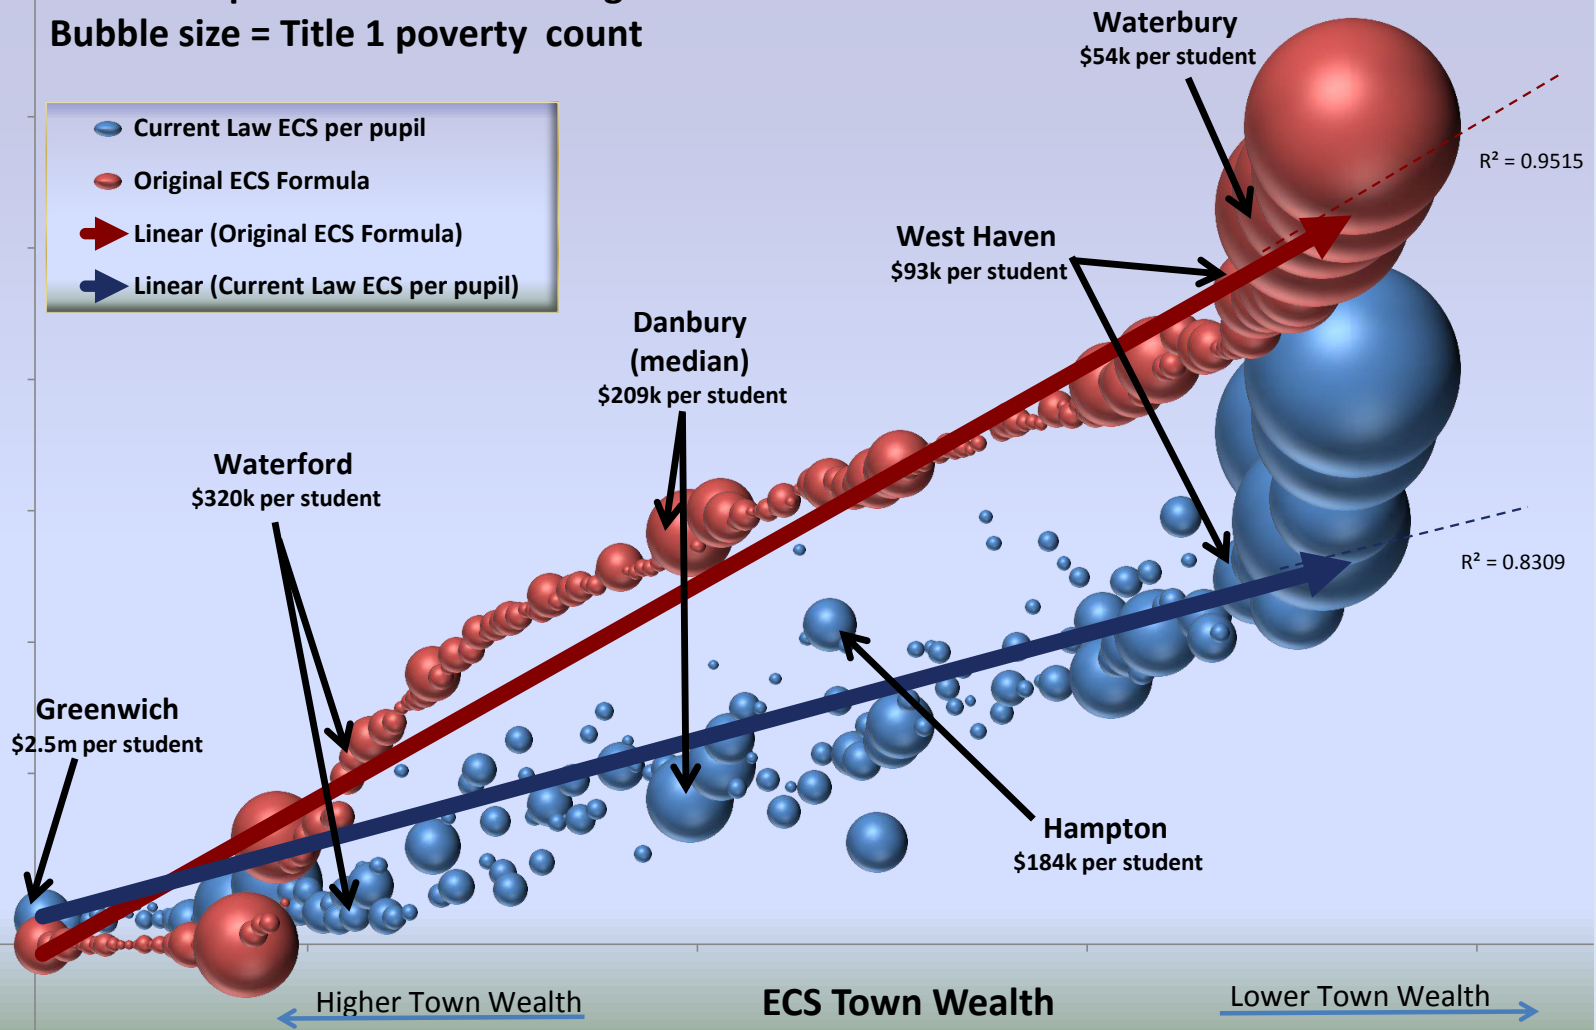 Bubble size = Title 1 poverty count
Current Law ECS per pupil
Original ECS Formula
Linear (Original ECS Formula)
Linear (Current Law ECS per pupil)
Waterbury
$54k per student
R² = 0.9515
West Haven
$93k per student
Danbury
(median)
$209k per student
Waterford
$320k per student
R² = 0.8309
Greenwich
$2.5m per student
Hampton
$184k per student
Higher Town Wealth
ECS Town Wealth
Lower Town Wealth